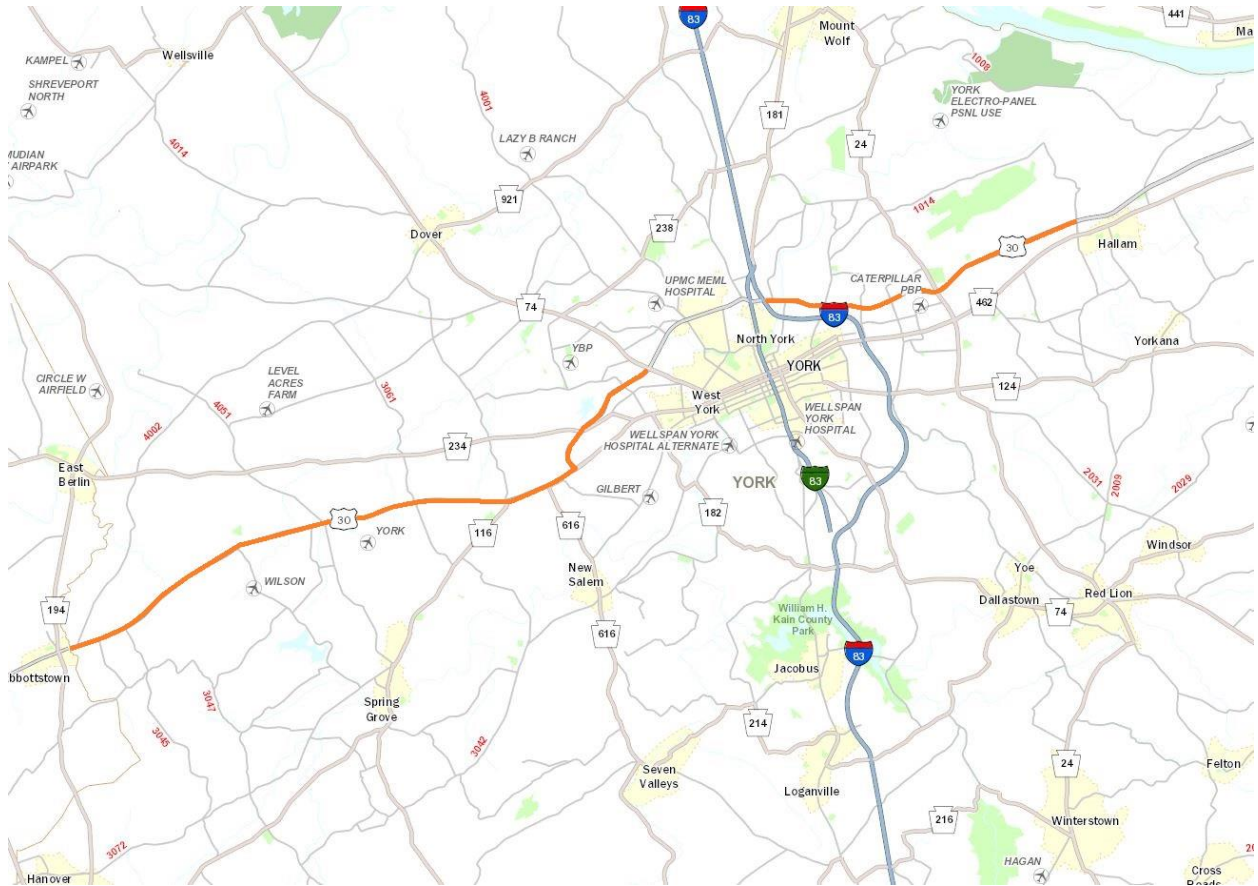 83
441
Mount
Wolf
Ma
Wellsville
KAMPEL
SHREVEPORT
NORTH
1008
YORK
ELECTRO-PANEL
PSNL USE
4001
181
LAZY B RANCH
24
4014
MUDIAN
AIRPARK
921
1014
238
Dover
30
Hallam
UPMC MEML
HOSPITAL
CATERPILLAR
PBP
74
462
83
North York
Yorkana
YBP
YORK
LEVEL
ACRES
FARM
CIRCLE W
AIRFIELD
3061
124
West
York
4051
4002
WELLSPAN
YORK
HOSPITAL
WELLSPAN YORK
HOSPITAL ALTERNATE
234
East
Berlin
YORK
83
2031
2009
2029
GILBERT
30
182
116
616
YORK
Windsor
New
Salem
Yoe
WILSON
Dallastown
Red Lion
194
74
William H.
Kain County
Park
616
83
Jacobus
bbottstown
Spring
Grove
3047
3045
3042
214
Seven
Valleys
24
Felton
Loganville
216
Winterstown
3072
HAGAN
Hanover
Cross
Roads